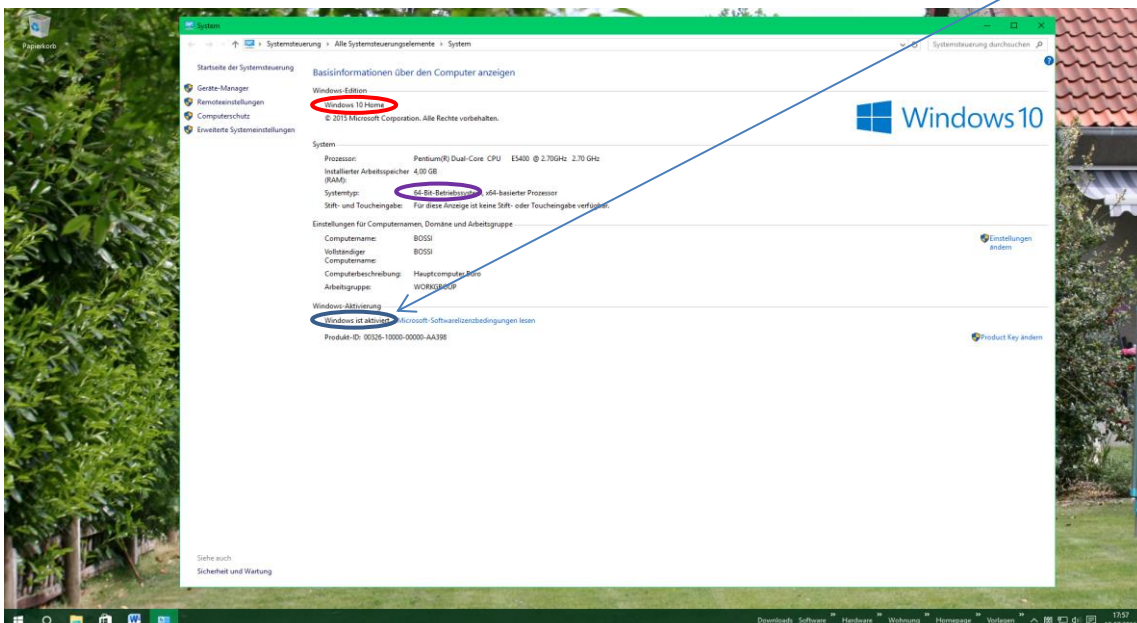 Papierkorb
System
Systemsteuerung › Alle Systemsteuerungselemente › System
Systemsteuerung durchsuchen
Startseite der Systemsteuerung
Geräte-Manager
Remoteeinstellungen
Computerschutz
Erweiterte Systemeinstellungen
Basisinformationen über den Computer anzeigen
Windows-Edition
Windows 10 Home
© 2015 Microsoft Corporation. Alle Rechte vorbehalten.
Windows 10
System
Prozessor: Pentium(R) Dual-Core CPU E5400 @ 2.70GHz 2.70 GHz
Installierter Arbeitsspeicher 4,00 GB
(RAM):
Systemtyp: 64-Bit-Betriebssystem, x64-basierter Prozessor
Stift- und Toucheingabe: Für diese Anzeige ist keine Stift- oder Toucheingabe verfügbar.
Einstellungen für Computernamen, Domäne und Arbeitsgruppe
Computername: BOSSI
Einstellungen
ändern
Vollständiger BOSSI
Computername:
Computerbeschreibung: Hauptcomputer Büro
Arbeitsgruppe: WORKGROUP
Windows-Aktivierung
Windows ist aktiviert Microsoft-Softwarelizenzbedingungen lesen
Produkt-ID: 00326-10000-00000-AA398
Product Key ändern
Siehe auch
Sicherheit und Wartung
Downloads Software Hardware Wohnung Homepage Vorlagen
17:57